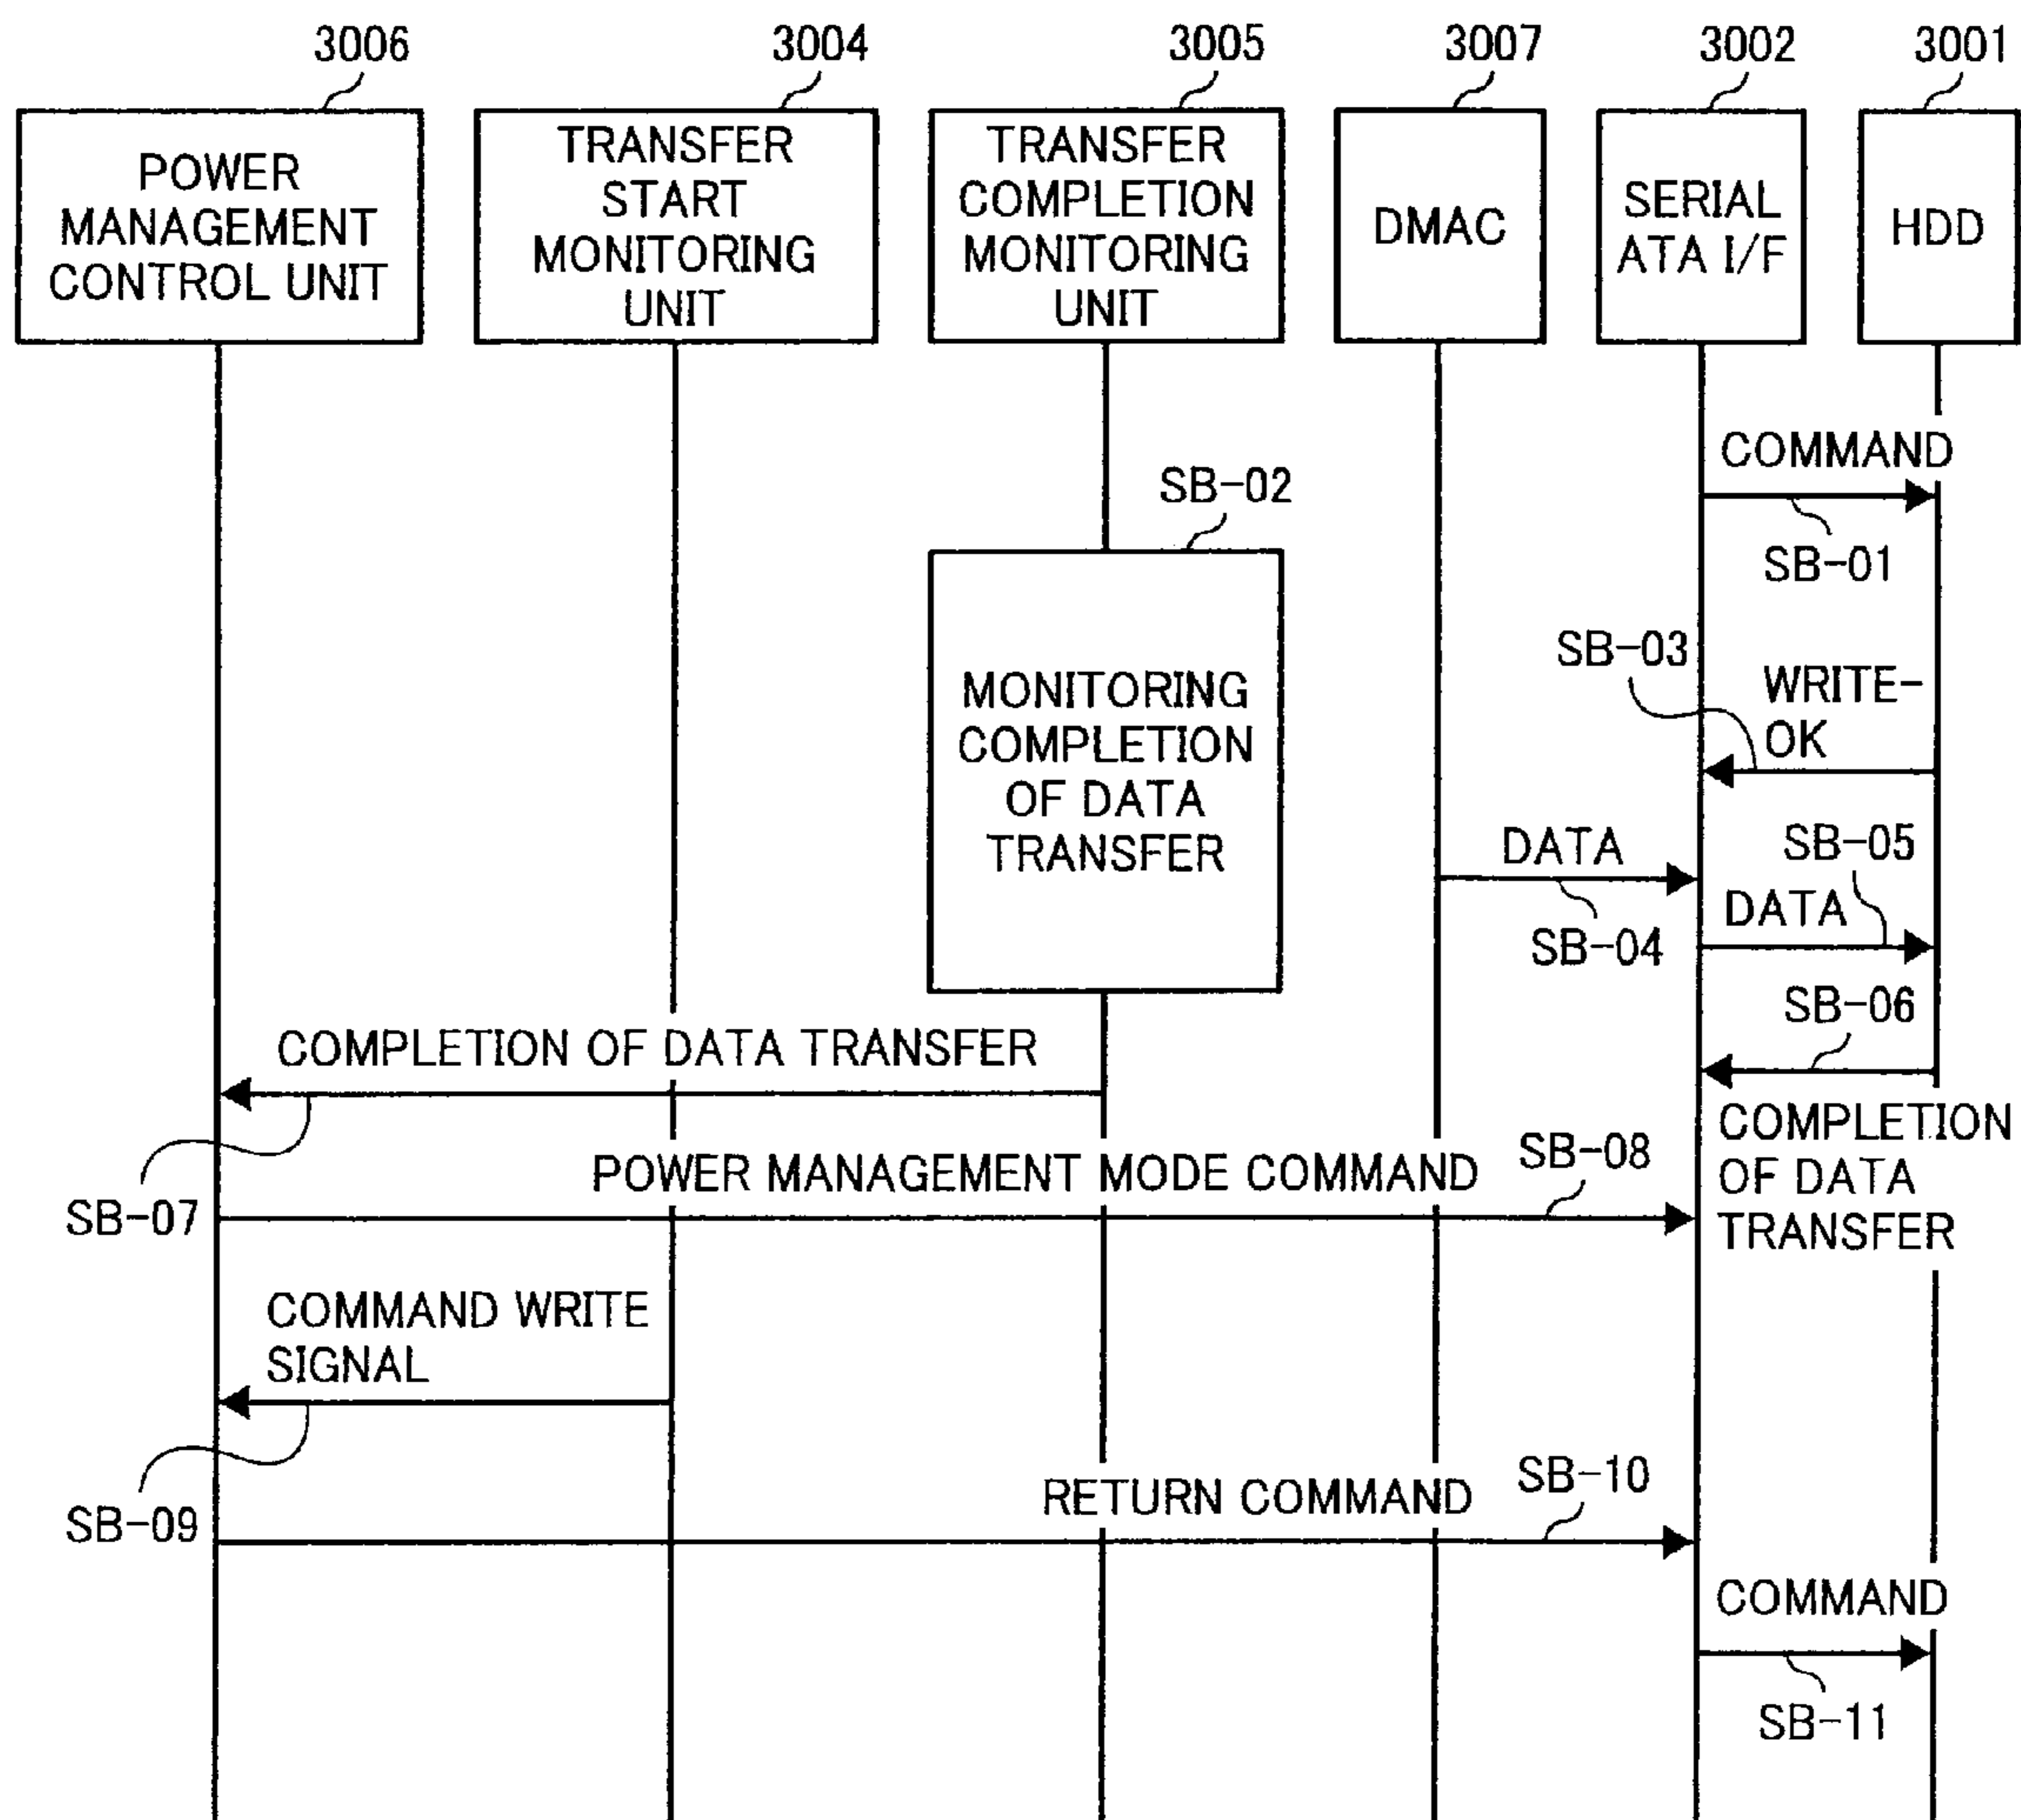 3006
3004
3005
3007
3002
3001
POWER
MANAGEMENT
CONTROL UNIT
TRANSFER
START
MONITORING
UNIT
TRANSFER
COMPLETION
MONITORING
UNIT
DMAC
SERIAL
ATA I/F
HDD
COMMAND
SB-01
SB-02
MONITORING
COMPLETION
OF DATA
TRANSFER
SB-03
WRITE-
OK
DATA
SB-04
SB-05
DATA
SB-06
COMPLETION
OF DATA
TRANSFER
COMPLETION OF DATA TRANSFER
SB-07
POWER MANAGEMENT MODE COMMAND
SB-08
COMMAND WRITE
SIGNAL
SB-09
RETURN COMMAND
SB-10
COMMAND
SB-11